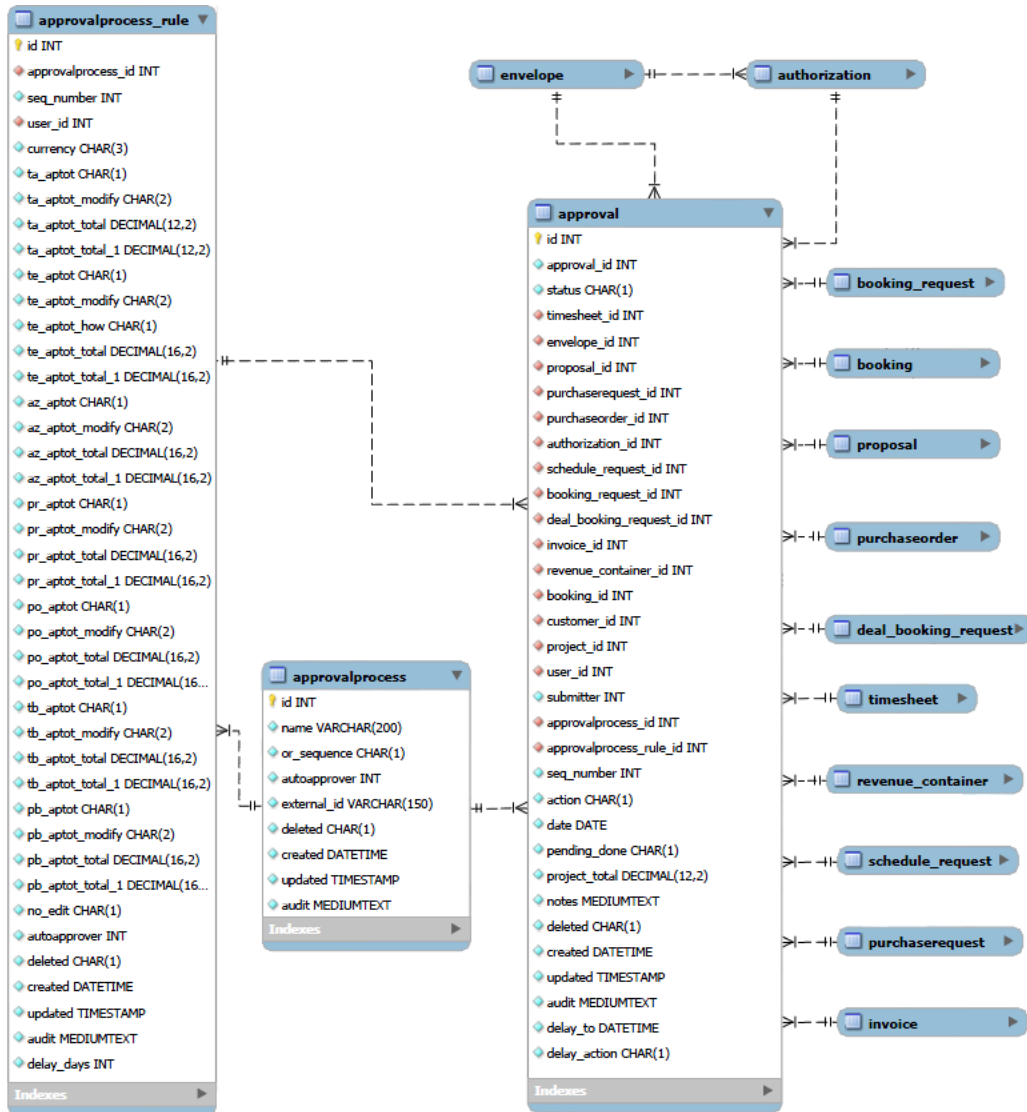 approvalprocess_rule
id INT
approvalprocess_id INT
seq_number INT
user_id INT
currency CHAR(3)
ta_aptot CHAR(1)
ta_aptot_modify CHAR(2)
ta_aptot_total DECIMAL(12,2)
ta_aptot_total_1 DECIMAL(12,2)
te_aptot CHAR(1)
te_aptot_modify CHAR(2)
te_aptot_how CHAR(1)
te_aptot_total DECIMAL(16,2)
te_aptot_total_1 DECIMAL(16,2)
az_aptot CHAR(1)
az_aptot_modify CHAR(2)
az_aptot_total DECIMAL(16,2)
az_aptot_total_1 DECIMAL(16,2)
pr_aptot CHAR(1)
pr_aptot_modify CHAR(2)
pr_aptot_total DECIMAL(16,2)
pr_aptot_total_1 DECIMAL(16,2)
po_aptot CHAR(1)
po_aptot_modify CHAR(2)
po_aptot_total DECIMAL(16,2)
po_aptot_total_1 DECIMAL(16...
tb_aptot CHAR(1)
tb_aptot_modify CHAR(2)
tb_aptot_total DECIMAL(16,2)
tb_aptot_total_1 DECIMAL(16,2)
pb_aptot CHAR(1)
pb_aptot_modify CHAR(2)
pb_aptot_total DECIMAL(16,2)
pb_aptot_total_1 DECIMAL(16...
no_edit CHAR(1)
autoapprover INT
deleted CHAR(1)
created DATETIME
updated TIMESTAMP
audit MEDIUMTEXT
delay_days INT
Indexes
approvalprocess
id INT
name VARCHAR(200)
or_sequence CHAR(1)
autoapprover INT
external_id VARCHAR(150)
deleted CHAR(1)
created DATETIME
updated TIMESTAMP
audit MEDIUMTEXT
Indexes
envelope
authorization
approval
id INT
approval_id INT
status CHAR(1)
timesheet_id INT
envelope_id INT
proposal_id INT
purchaserequest_id INT
purchaseorder_id INT
authorization_id INT
schedule_request_id INT
booking_request_id INT
deal_booking_request_id INT
invoice_id INT
revenue_container_id INT
booking_id INT
customer_id INT
project_id INT
user_id INT
submitter INT
approvalprocess_id INT
approvalprocess_rule_id INT
seq_number INT
action CHAR(1)
date DATE
pending_done CHAR(1)
project_total DECIMAL(12,2)
notes MEDIUMTEXT
deleted CHAR(1)
created DATETIME
updated TIMESTAMP
audit MEDIUMTEXT
delay_to DATETIME
delay_action CHAR(1)
Indexes
booking_request
booking
proposal
purchaseorder
deal_booking_request
timesheet
revenue_container
schedule_request
purchaserequest
invoice